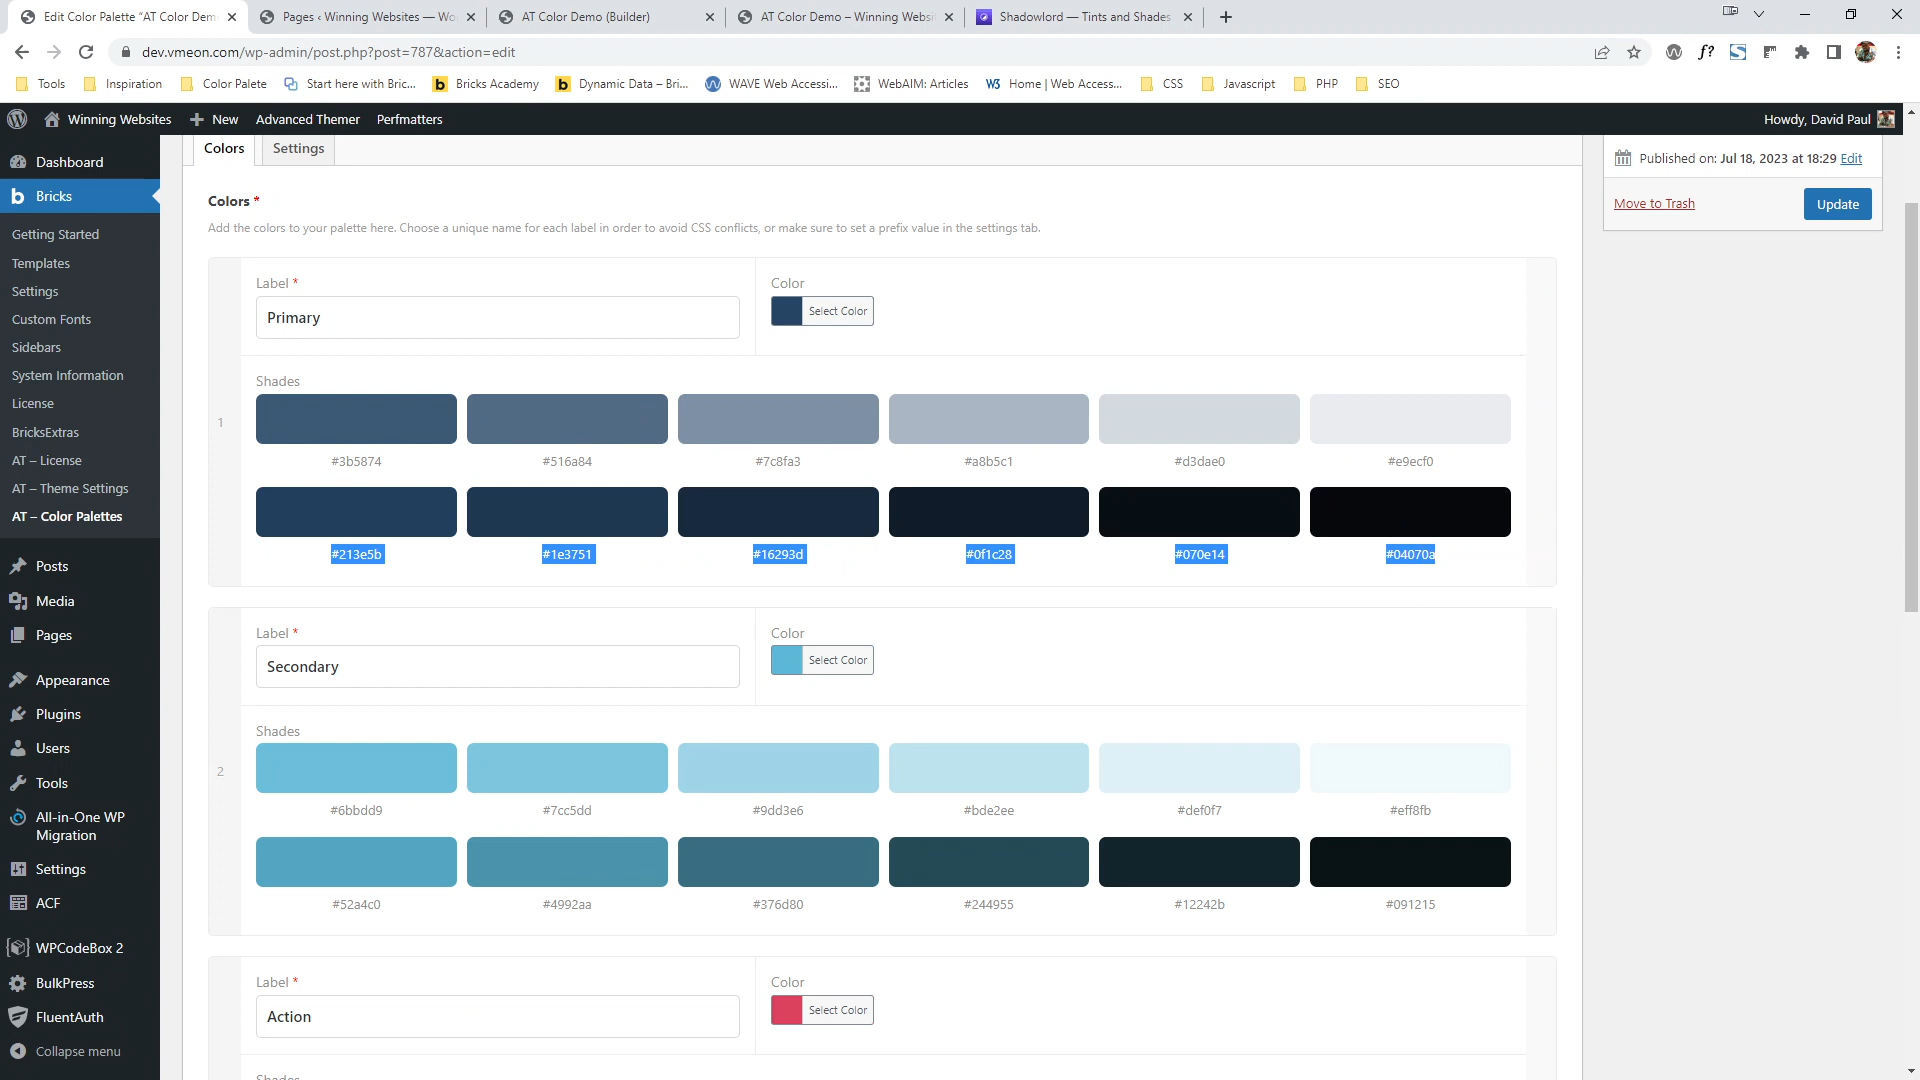 Edit Color Palette “AT Color Dem
Pages ‹ Winning Websites — Wo
AT Color Demo (Builder)
AT Color Demo – Winning Websi
Shadowlord — Tints and Shades
dev.vmeon.com/wp-admin/post.php?post=787&action=edit
f?
Tools
Inspiration
Color Palete
Start here with Bric...
Bricks Academy
Dynamic Data – Bri...
WAVE Web Accessi...
WebAIM: Articles
W3 Home | Web Access...
CSS
Javascript
PHP
SEO
Winning Websites
New
Advanced Themer
Perfmatters
Howdy, David Paul
Dashboard
Bricks
Getting Started
Templates
Settings
Custom Fonts
Sidebars
System Information
License
BricksExtras
AT – License
AT – Theme Settings
AT – Color Palettes
Posts
Media
Pages
Appearance
Plugins
Users
Tools
All-in-One WP
Migration
Settings
ACF
WPCodeBox 2
BulkPress
FluentAuth
Collapse menu
Colors
Settings
Colors *
Add the colors to your palette here. Choose a unique name for each label in order to avoid CSS conflicts, or make sure to set a prefix value in the settings tab.
1
Label *
Primary
Color
Select Color
Shades
#3b5874
#516a84
#7c8fa3
#a8b5c1
#d3dae0
#e9ecf0
#213e5b
#1e3751
#16293d
#0f1c28
#070e14
#04070a
2
Label *
Secondary
Color
Select Color
Shades
#6bbdd9
#7cc5dd
#9dd3e6
#bde2ee
#def0f7
#eff8fb
#52a4c0
#4992aa
#376d80
#244955
#12242b
#091215
Label *
Action
Color
Select Color
Shades
Published on: Jul 18, 2023 at 18:29 Edit
Move to Trash
Update